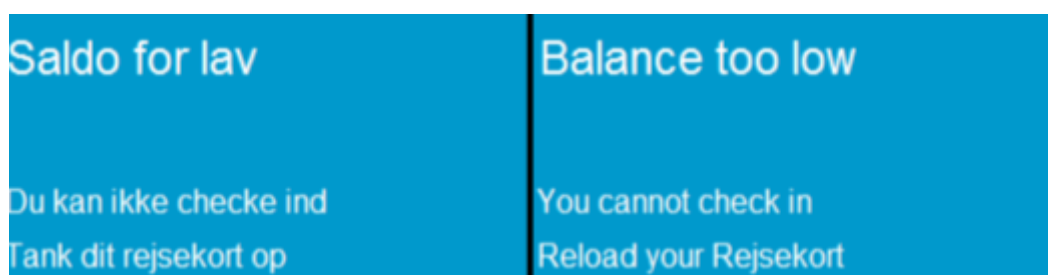 Saldo for lav
Du kan ikke checke ind
Tank dit rejsekort op
Balance too low
You cannot check in
Reload your Rejsekort